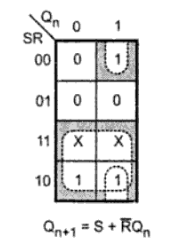 Qn 0 1
SR
00 0 1
01 0 0
11 X X
10 1 1
Qn+1 = S + R̅Qn